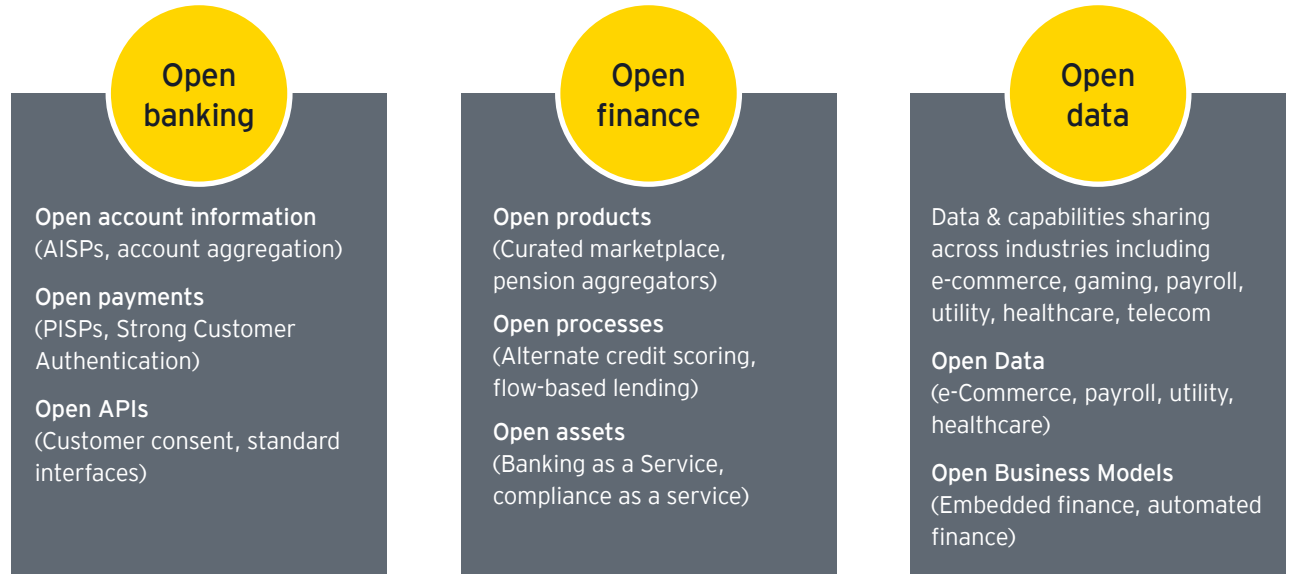 Open
banking
Open account information
(AISPs, account aggregation)
Open payments
(PISPs, Strong Customer
Authentication)
Open APIs
(Customer consent, standard
interfaces)
Open
finance
Open products
(Curated marketplace,
pension aggregators)
Open processes
(Alternate credit scoring,
flow-based lending)
Open assets
(Banking as a Service,
compliance as a service)
Open
data
Data & capabilities sharing
across industries including
e-commerce, gaming, payroll,
utility, healthcare, telecom
Open Data
(e-Commerce, payroll, utility,
healthcare)
Open Business Models
(Embedded finance, automated
finance)